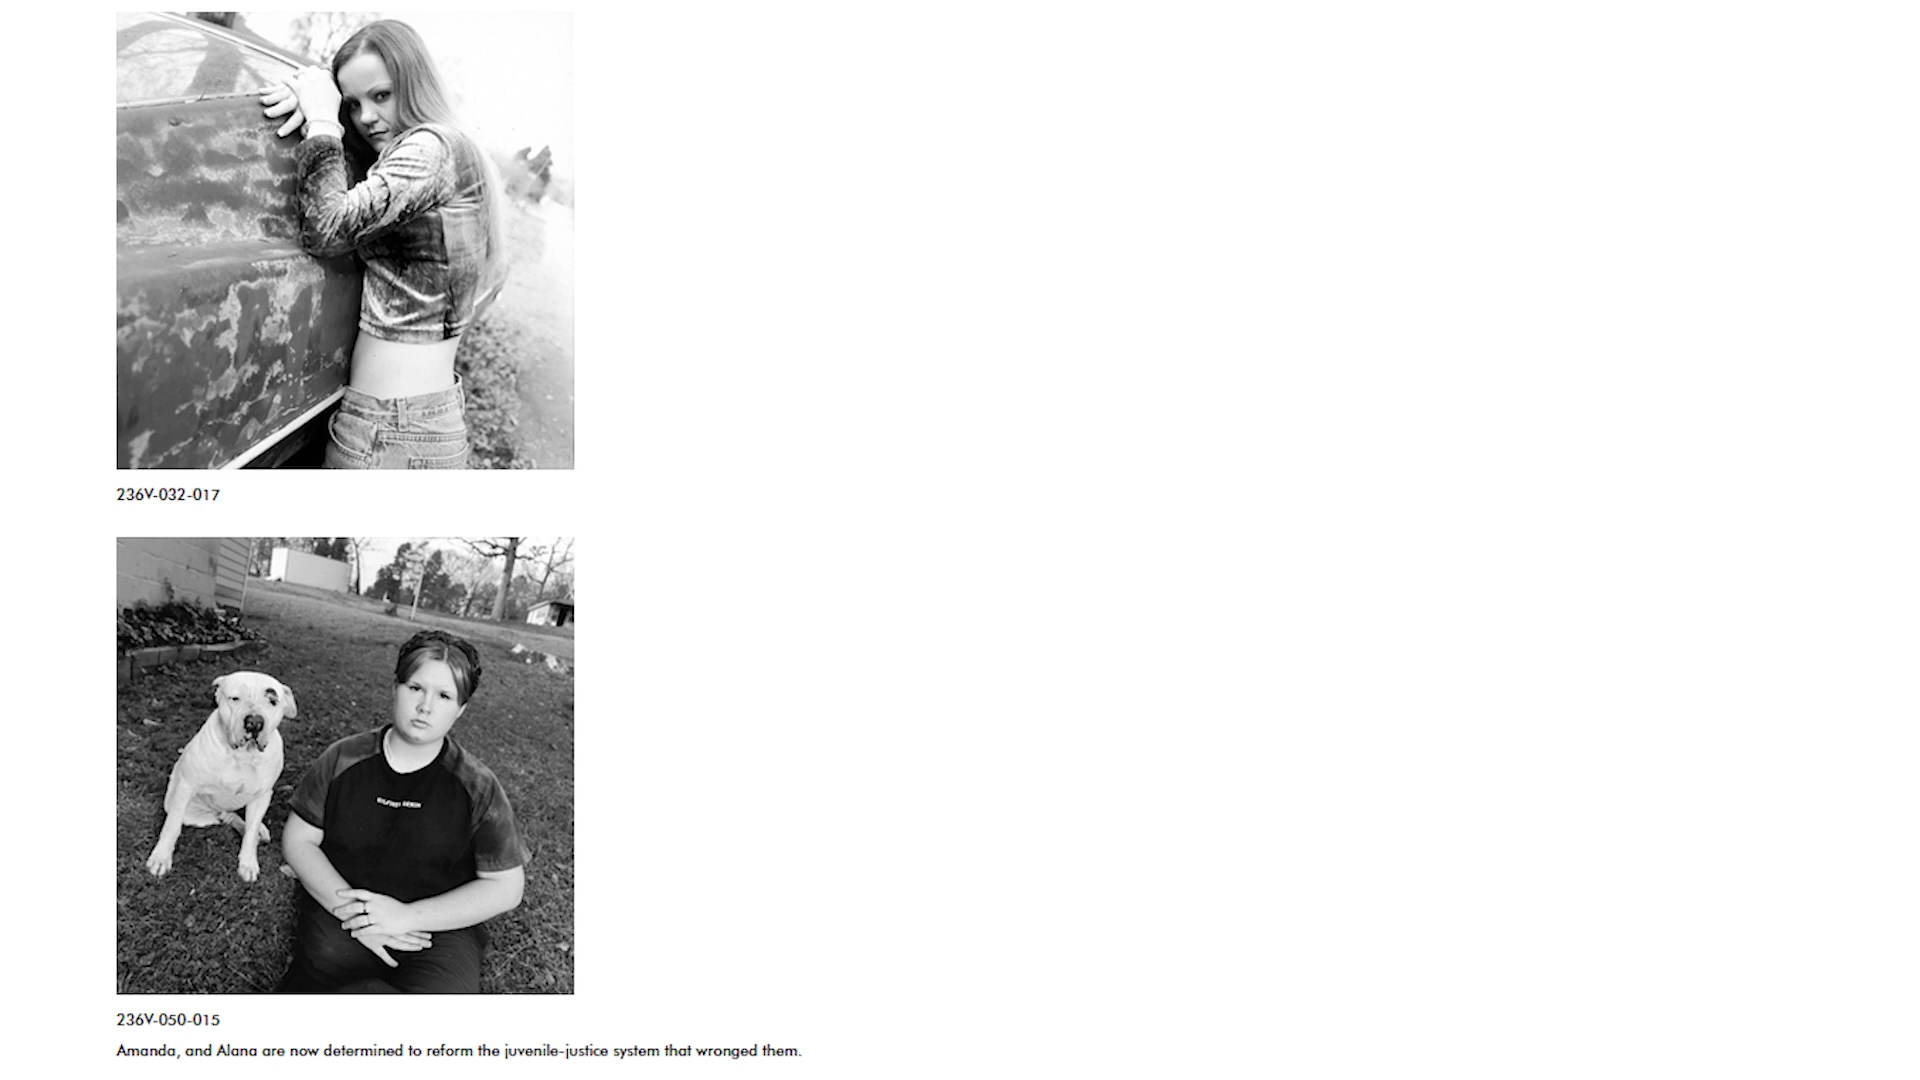 236V-032-017
236V-050-015
Amanda, and Alana are now determined to reform the juvenile-justice system that wronged them.